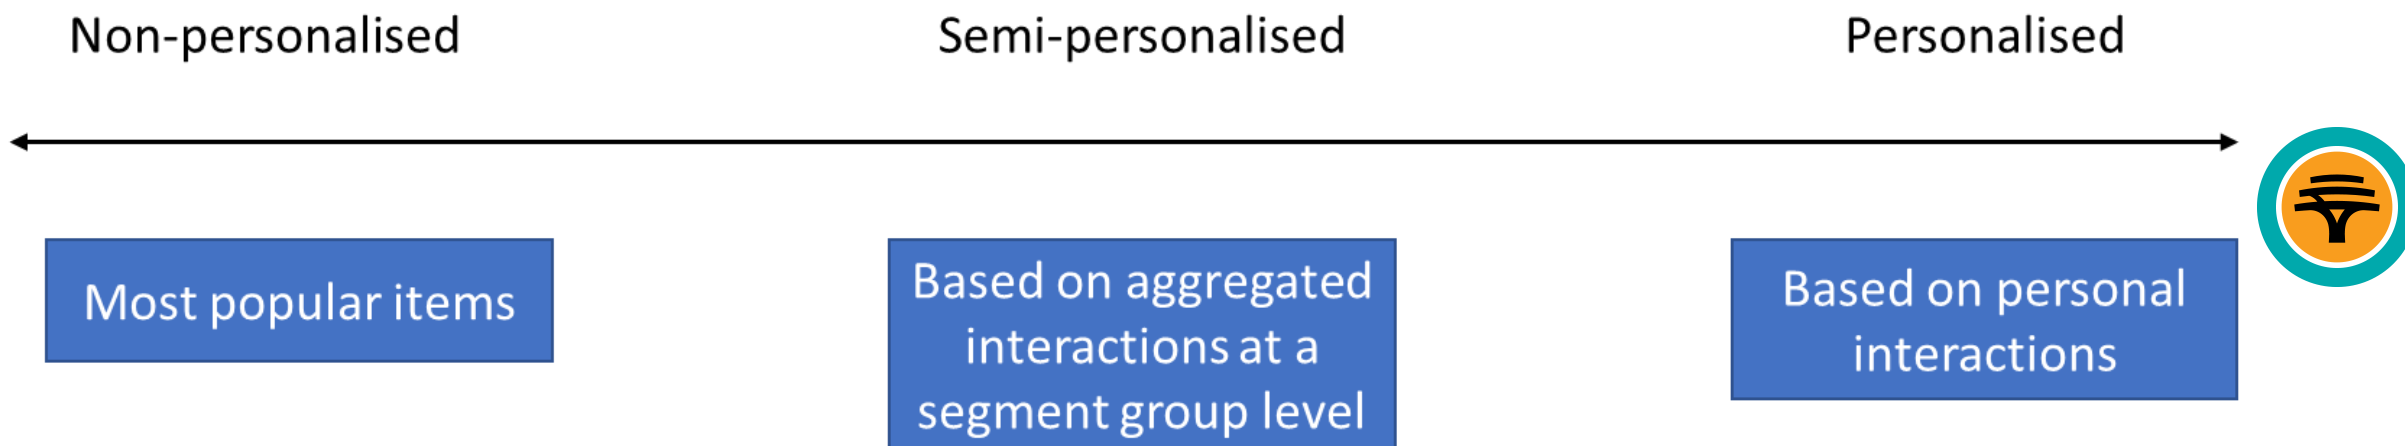 Non-personalised
Semi-personalised
Personalised
Most popular items
Based on aggregated
interactions at a
segment group level
Based on personal
interactions